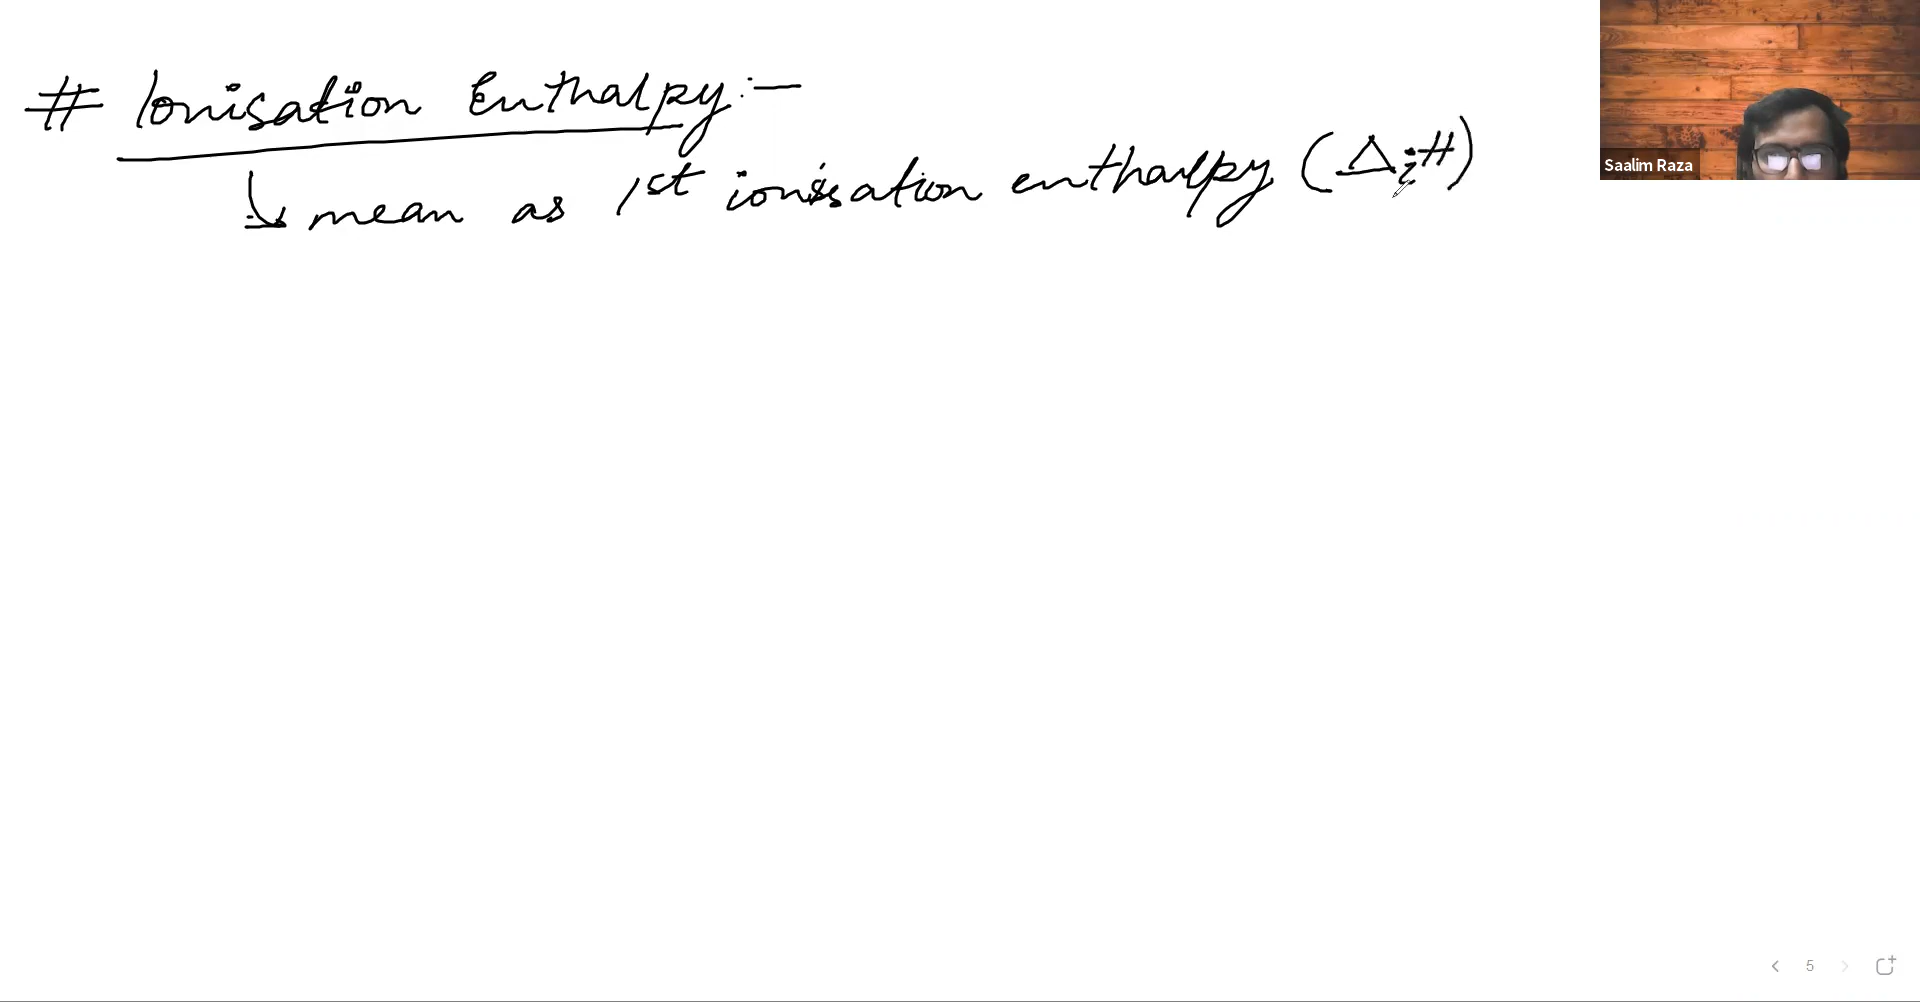 # Ionisation Enthalpy :-
mean as 1st ionisation enthalpy (ΔiH)
Saalim Raza
5